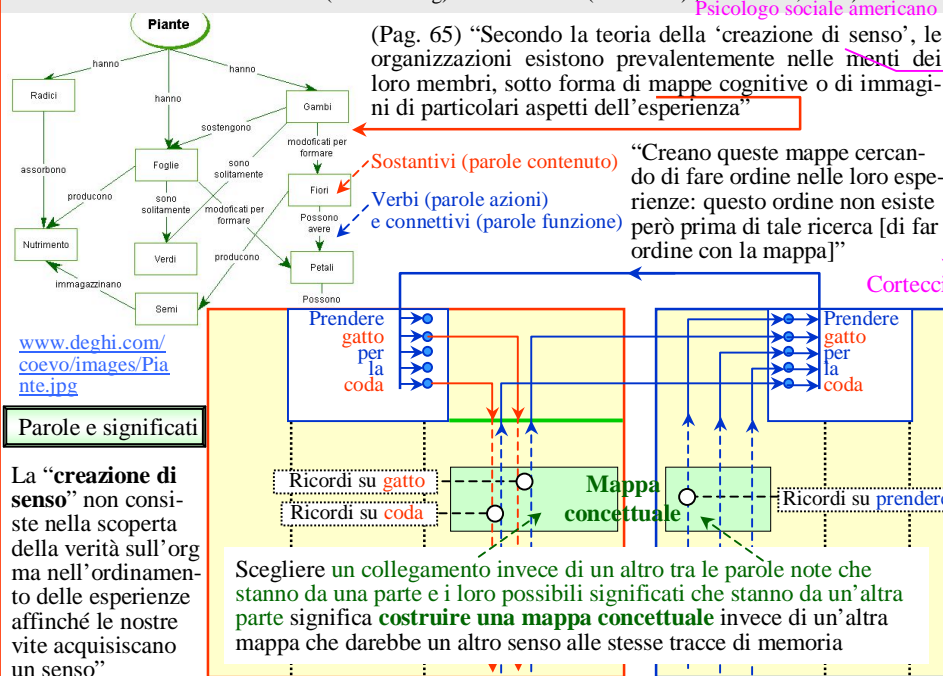 Psicologo sociale americano
Piante
hanno
hanno
hanno
Radici
Gambi
sostengono
modoficati per
formare
assorbono
Foglie
sono
solitamente
Fiori
producono
sono
solitamente
modoficati per
formare
Possono
avere
Nutrimento
Verdi
producono
Petali
immagazzinano
Semi
Possono
(Pag. 65) “Secondo la teoria della ‘creazione di senso’, le
organizzazioni esistono prevalentemente nelle menti dei
loro membri, sotto forma di mappe cognitive o di immagi-
ni di particolari aspetti dell’esperienza”
Sostantivi (parole contenuto)
Verbi (parole azioni)
e connettivi (parole funzione)
“Creano queste mappe cercan-
do di fare ordine nelle loro espe-
rienze: questo ordine non esiste
però prima di tale ricerca [di far
ordine con la mappa]”
Cortecci
www.deghi.com/
coevo/images/Pia
nte.jpg
Prendere
gatto
per
la
coda
Prendere
gatto
per
la
coda
Parole e significati
La “creazione di
senso” non consi-
ste nella scoperta
della verità sull’org
ma nell’ordinamen-
to delle esperienze
affinché le nostre
vite acquisiscano
un senso”
Ricordi su gatto
Ricordi su coda
Mappa
concettuale
Ricordi su prendere
Scegliere un collegamento invece di un altro tra le parole note che
stanno da una parte e i loro possibili significati che stanno da un’altra
parte significa costruire una mappa concettuale invece di un’altra
mappa che darebbe un altro senso alle stesse tracce di memoria